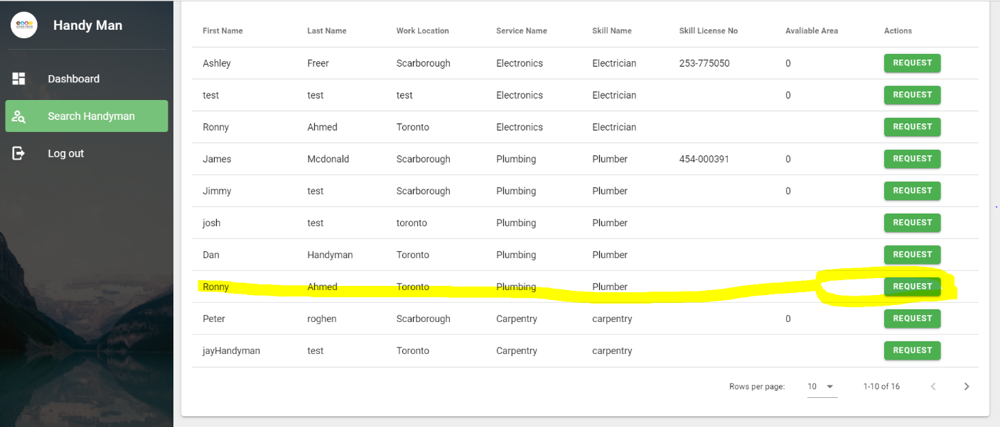 Handy Man
Dashboard
Search Handyman
Log out
First Name Last Name Work Location Service Name Skill Name Skill License No Avaliable Area Actions
Ashley Freer Scarborough Electronics Electrician 253-775050 0 REQUEST
test test test Electronics Electrician 0 REQUEST
Ronny Ahmed Toronto Electronics Electrician REQUEST
James Mcdonald Scarborough Plumbing Plumber 454-000391 0 REQUEST
Jimmy test Scarborough Plumbing Plumber 0 REQUEST
josh test toronto Plumbing Plumber REQUEST
Dan Handyman Toronto Plumbing Plumber REQUEST
Ronny Ahmed Toronto Plumbing Plumber REQUEST
Peter roghen Scarborough Carpentry carpentry 0 REQUEST
jayHandyman test Toronto Carpentry carpentry REQUEST
Rows per page: 10 1-10 of 16